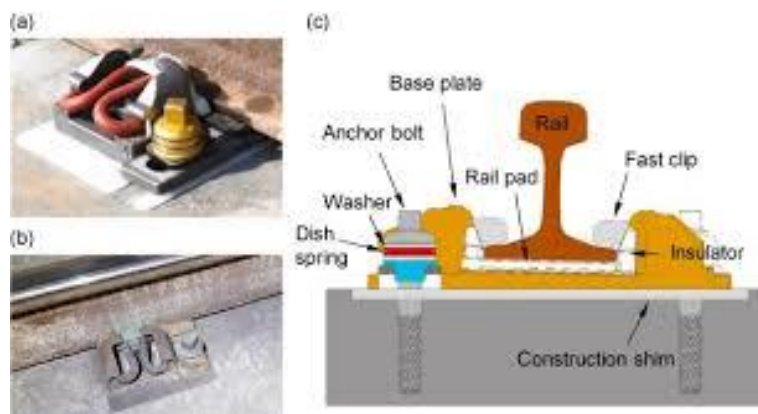 (a)
(b)
(c)
Base plate
Anchor bolt
Washer
Dish
spring
Rail
Rail pad
Fast clip
Insulator
Construction shim